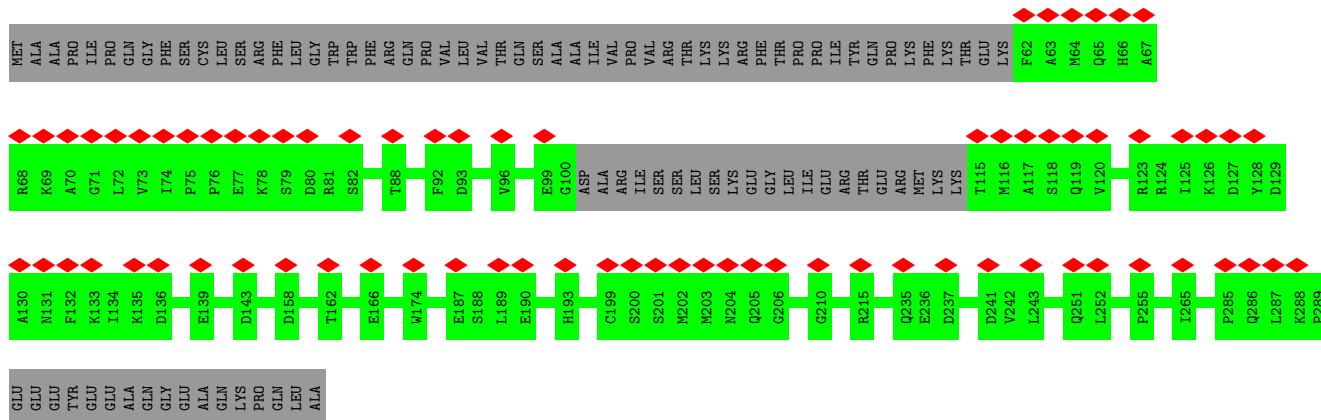 MET ALA ALA PRO ILE PRO GLN GLY PHE SER CYS LEU SER ARG PHE LEU GLY TRP TRP PHE ARG GLN PRO VAL LEU VAL THR GLN SER ALA ALA ILE VAL PRO VAL ARG THR LYS LYS ARG PHE THR PRO PRO ILE TYR GLN PRO LYS PHE LYS THR GLU LYS F62 A63 M64 Q65 H66 A67
R68 K69 A70 G71 L72 V73 I74 P75 P76 E77 K78 S79 D80 R81 S82 T88 F92 D93 V96 E99 G100 ASP ALA ARG ILE SER SER LEU SER LYS GLU GLY LEU ILE GLU ARG THR GLU ARG MET LYS LYS T115 M116 A117 S118 Q119 V120 R123 R124 I125 K126 D127 Y128 D129
A130 N131 F132 K133 I134 K135 D136 E139 D143 D158 T162 E166 W174 E187 S188 L189 E190 H193 C199 S200 S201 M202 M203 N204 Q205 G206 G210 R215 Q235 E236 D237 D241 V242 L243 Q251 L252 P255 I265 P285 Q286 L287 K288 P289
GLU GLU GLU TYR GLU GLU ALA GLN GLY GLU ALA GLN LYS PRO GLN LEU ALA